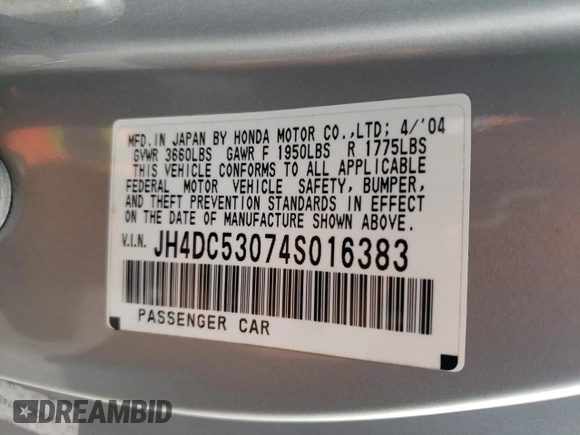 MFD. IN JAPAN BY HONDA MOTOR CO.,LTD; 4/'04
GVWR 3660LBS GAWR F 1950LBS R 1775LBS
THIS VEHICLE CONFORMS TO ALL APPLICABLE
FEDERAL MOTOR VEHICLE SAFETY, BUMPER,
AND THEFT PREVENTION STANDARDS IN EFFECT
ON THE DATE OF MANUFACTURE SHOWN ABOVE.
V.I.N. JH4DC53074S016383
PASSENGER CAR
DREAMBID